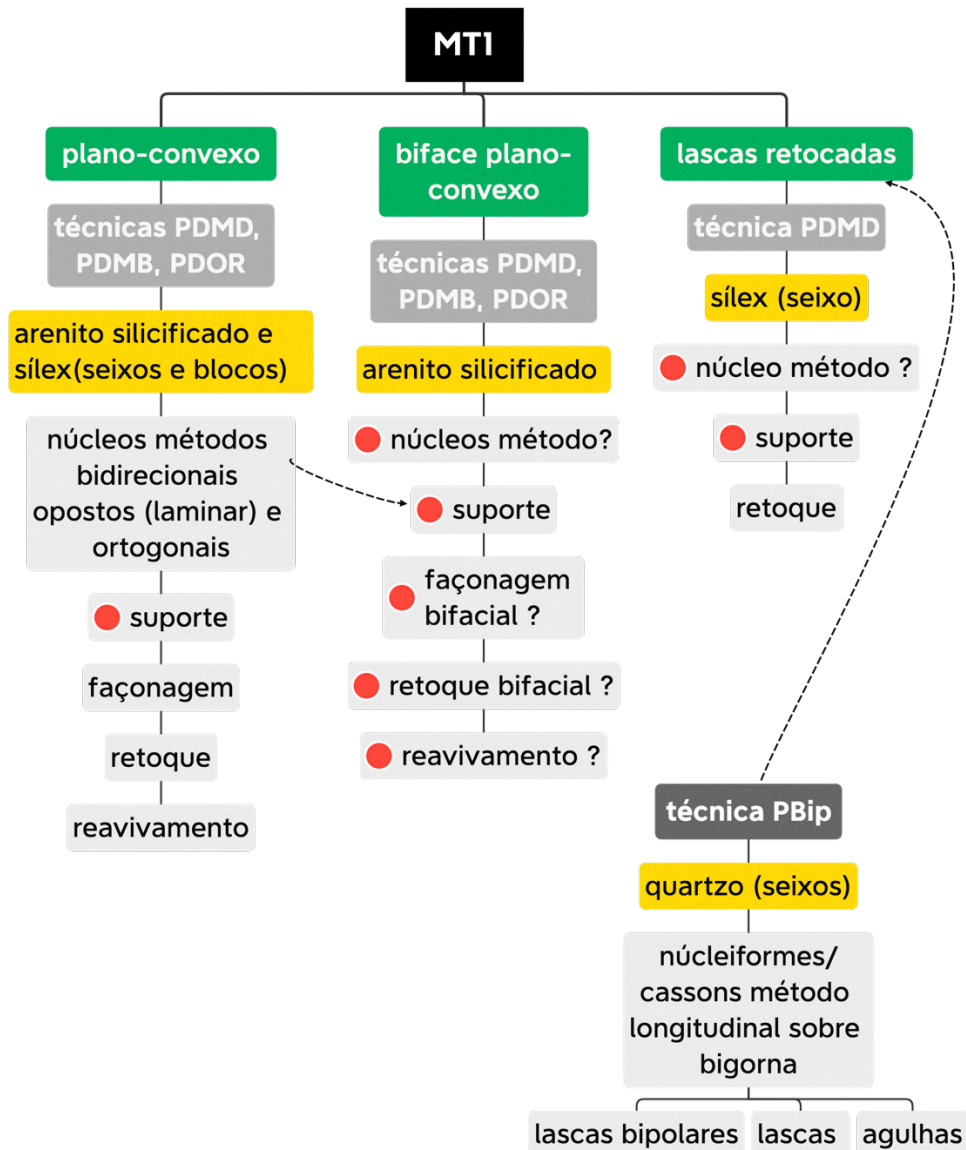 MT1
plano-convexo
técnicas PDMD,
PDMB, PDOR
arenito silicificado e
sílex(seixos e blocos)
núcleos métodos
bidirecionais
opostos (laminar) e
ortogonais
suporte
façonagem
retoque
reavivamento
biface plano-
convexo
técnicas PDMD,
PDMB, PDOR
arenito silicificado
núcleos método?
suporte
façonagem
bifacial ?
retoque bifacial ?
reavivamento ?
lascas retocadas
técnica PDMD
sílex (seixo)
núcleo método ?
suporte
retoque
técnica PBip
quartzo (seixos)
núcleiformes/
cassons método
longitudinal sobre
bigorna
lascas bipolares
lascas
agulhas